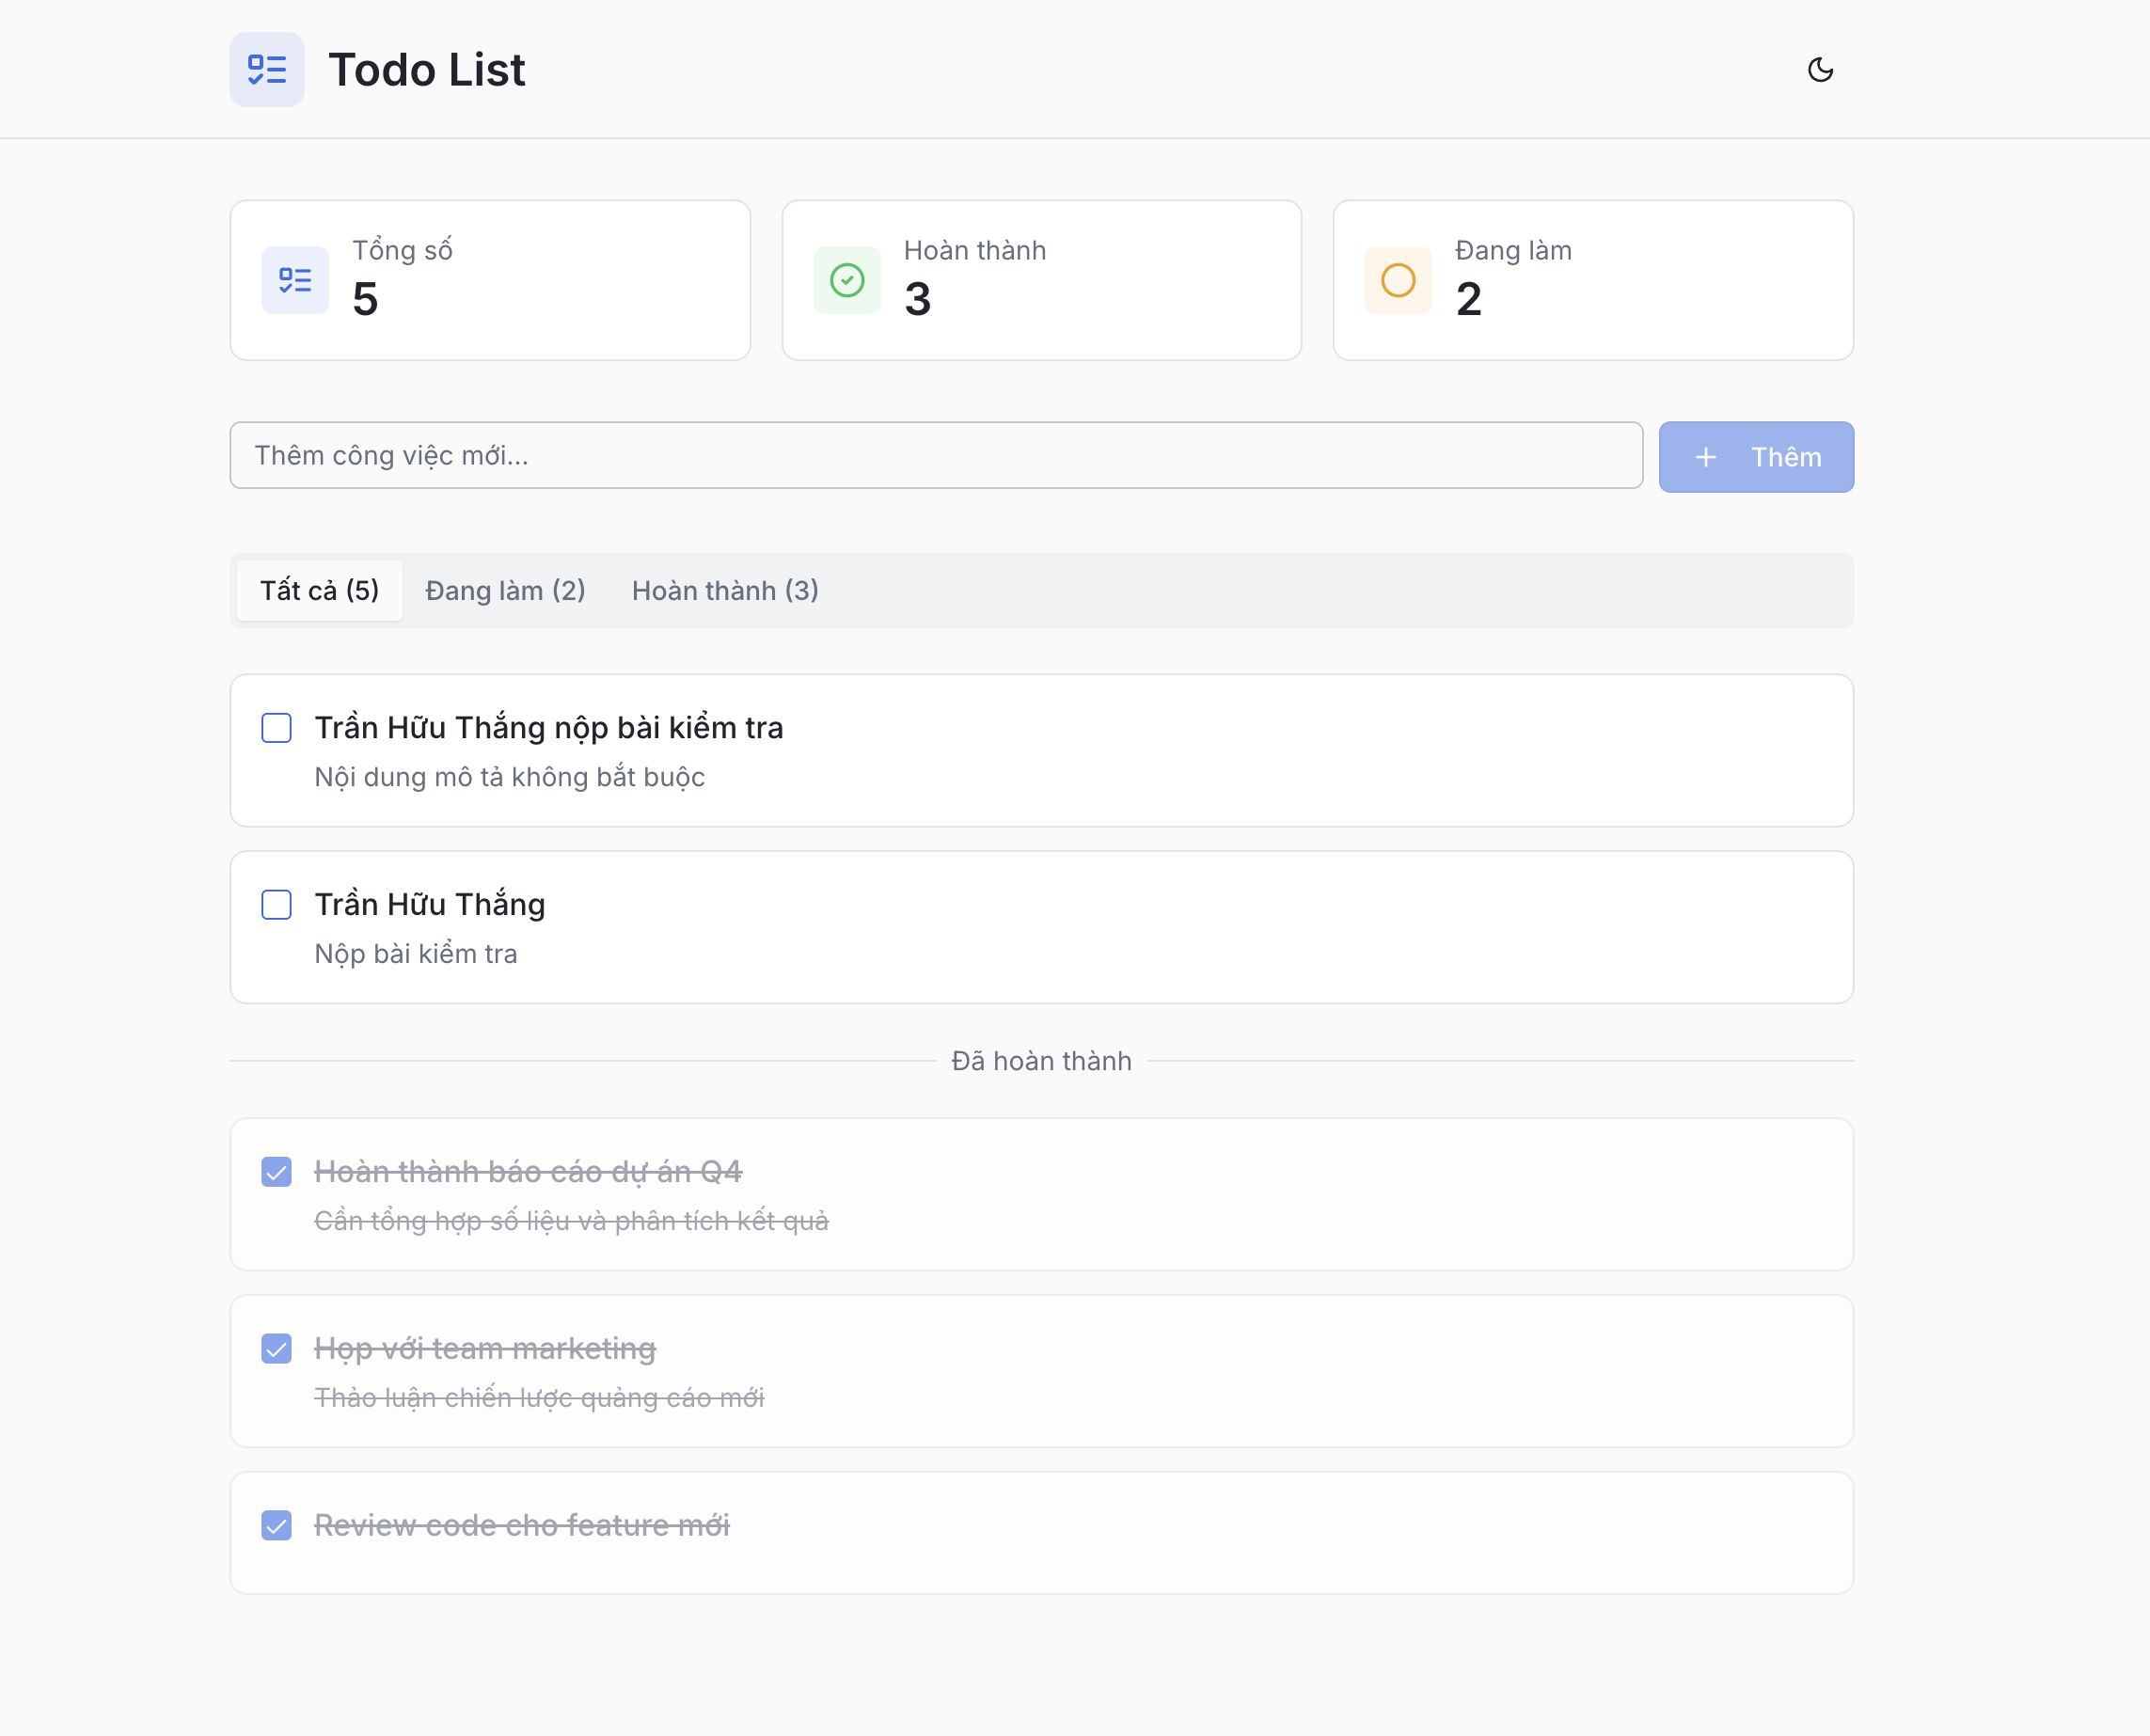 Todo List
Tổng số
5
Hoàn thành
3
Đang làm
2
Thêm công việc mới...
+ Thêm
Tất cả (5) Đang làm (2) Hoàn thành (3)
Trần Hữu Thắng nộp bài kiểm tra
Nội dung mô tả không bắt buộc
Trần Hữu Thắng
Nộp bài kiểm tra
Đã hoàn thành
Hoàn thành báo cáo dự án Q4
Cần tổng hợp số liệu và phân tích kết quả
Họp với team marketing
Thảo luận chiến lược quảng cáo mới
Review code cho feature mới